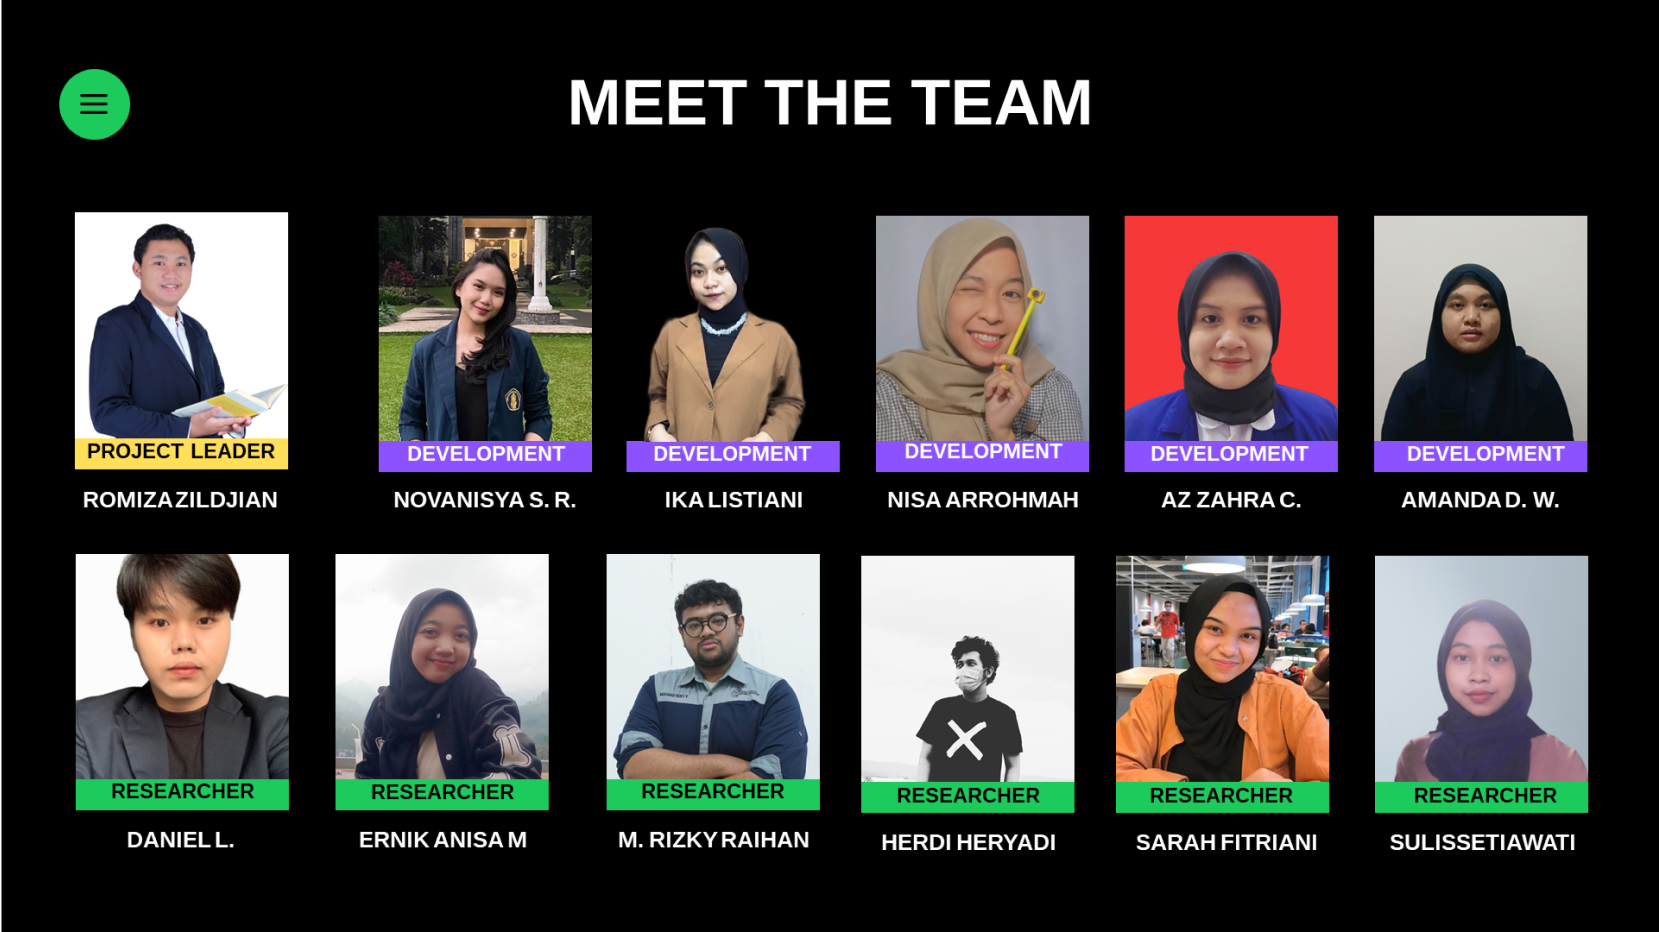 MEET THE TEAM
PROJECT LEADER
DEVELOPMENT
DEVELOPMENT
DEVELOPMENT
DEVELOPMENT
DEVELOPMENT
ROMIZA ZILDJIAN
NOVANISYA S. R.
IKA LISTIANI
NISA ARROHMAH
AZ ZAHRA C.
AMANDA D. W.
RESEARCHER
RESEARCHER
RESEARCHER
RESEARCHER
RESEARCHER
RESEARCHER
DANIEL L.
ERNIK ANISA M
M. RIZKY RAIHAN
HERDI HERYADI
SARAH FITRIANI
SULISSETIAWATI